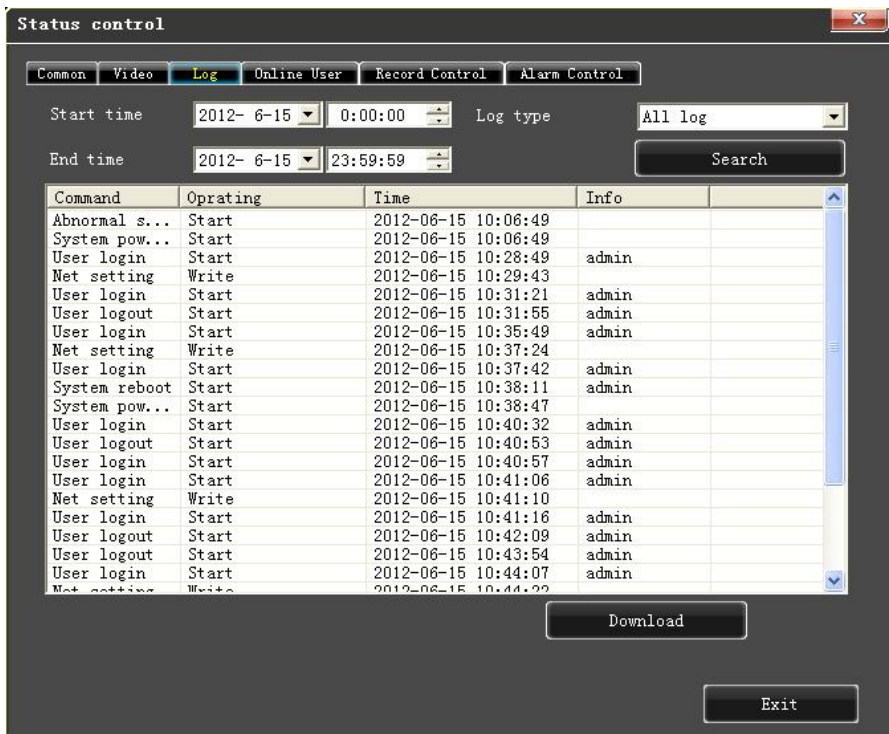 Status control
Common Video Log Online User Record Control Alarm Control
Start time 2012- 6-15 0:00:00 Log type All log
End time 2012- 6-15 23:59:59 Search
Command Oprating Time Info
Abnormal s... Start 2012-06-15 10:06:49
System pow... Start 2012-06-15 10:06:49
User login Start 2012-06-15 10:28:49 admin
Net setting Write 2012-06-15 10:29:43
User login Start 2012-06-15 10:31:21 admin
User logout Start 2012-06-15 10:31:55 admin
User login Start 2012-06-15 10:35:49 admin
Net setting Write 2012-06-15 10:37:24
User login Start 2012-06-15 10:37:42 admin
System reboot Start 2012-06-15 10:38:11 admin
System pow... Start 2012-06-15 10:38:47
User login Start 2012-06-15 10:40:32 admin
User logout Start 2012-06-15 10:40:53 admin
User login Start 2012-06-15 10:40:57 admin
User login Start 2012-06-15 10:41:06 admin
Net setting Write 2012-06-15 10:41:10
User login Start 2012-06-15 10:41:16 admin
User logout Start 2012-06-15 10:42:09 admin
User logout Start 2012-06-15 10:43:54 admin
User login Start 2012-06-15 10:44:07 admin
Net setting Write 2012-06-15 10:44:22
Download
Exit